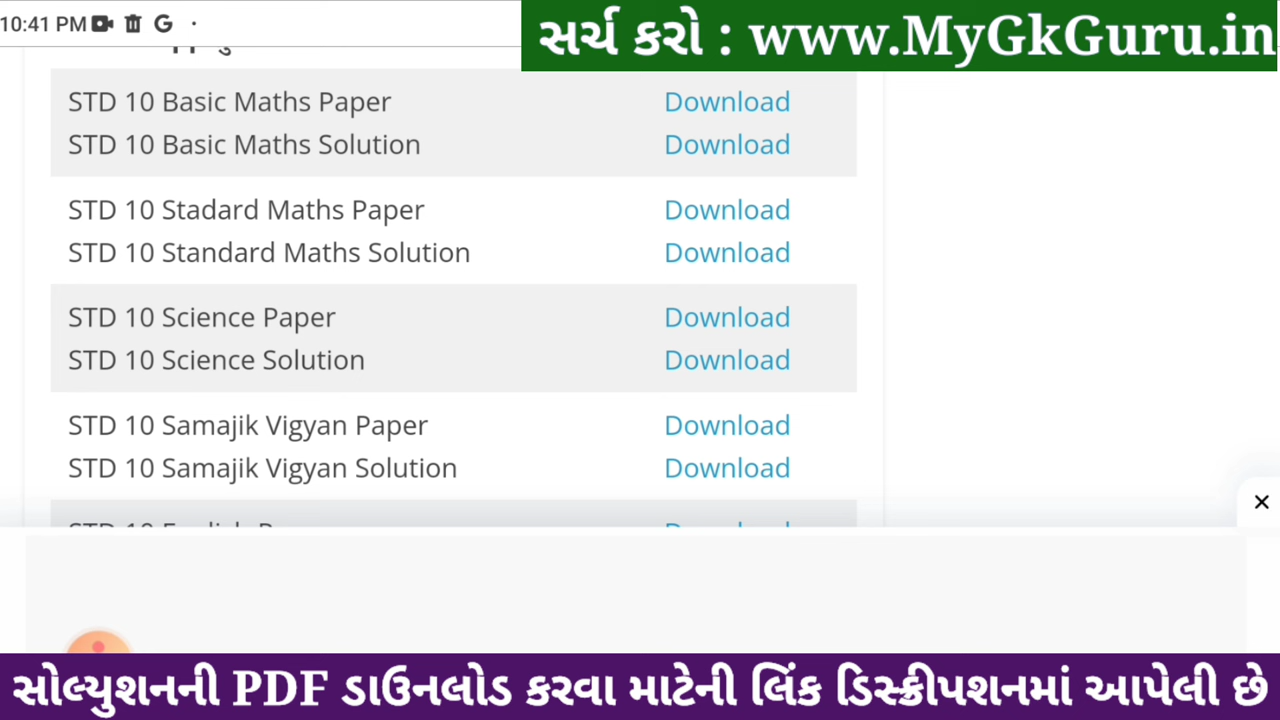 10:41 PM
સર્ચ કરો : www.MyGkGuru.in
STD 10 Basic Maths Paper Download
STD 10 Basic Maths Solution Download
STD 10 Stadard Maths Paper Download
STD 10 Standard Maths Solution Download
STD 10 Science Paper Download
STD 10 Science Solution Download
STD 10 Samajik Vigyan Paper Download
STD 10 Samajik Vigyan Solution Download
સોલ્યુશનની PDF ડાઉનલોડ કરવા માટેની લિંક ડિસ્ક્રીપશનમાં આપેલી છે